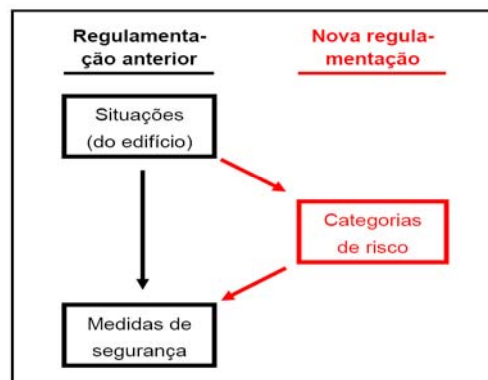 Regulamenta-
ção anterior
Nova regula-
mentação
Situações
(do edifício)
Categorias
de risco
Medidas de
segurança